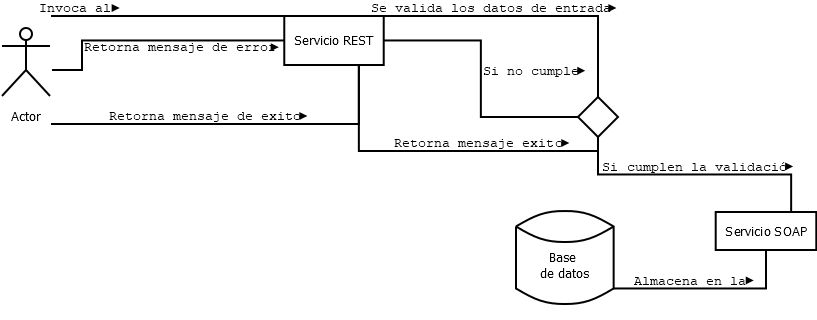 Invoca al
Se valida los datos de entrada
Servicio REST
Retorna mensaje de error
Si no cumple
Actor
Retorna mensaje de exito
Retorna mensaje exito
Si cumplen la validació
Servicio SOAP
Base
de datos
Almacena en la